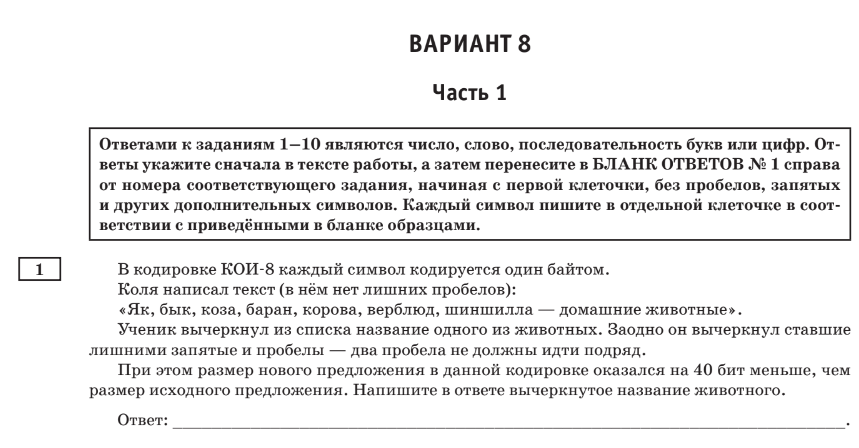 ВАРИАНТ 8
Часть 1
Ответами к заданиям 1—10 являются число, слово, последовательность букв или цифр. От-
веты укажите сначала в тексте работы, а затем перенесите в БЛАНК ОТВЕТОВ № 1 справа
от номера соответствующего задания, начиная с первой клеточки, без пробелов, запятых
и других дополнительных символов. Каждый символ пишите в отдельной клеточке в соот-
ветствии с приведёнными в бланке образцами.
1
В кодировке КОИ-8 каждый символ кодируется один байтом.
Коля написал текст (в нём нет лишних пробелов):
«Як, бык, коза, баран, корова, верблюд, шиншилла — домашние животные».
Ученик вычеркнул из списка название одного из животных. Заодно он вычеркнул ставшие
лишними запятые и пробелы — два пробела не должны идти подряд.
При этом размер нового предложения в данной кодировке оказался на 40 бит меньше, чем
размер исходного предложения. Напишите в ответе вычеркнутое название животного.
Ответ: .